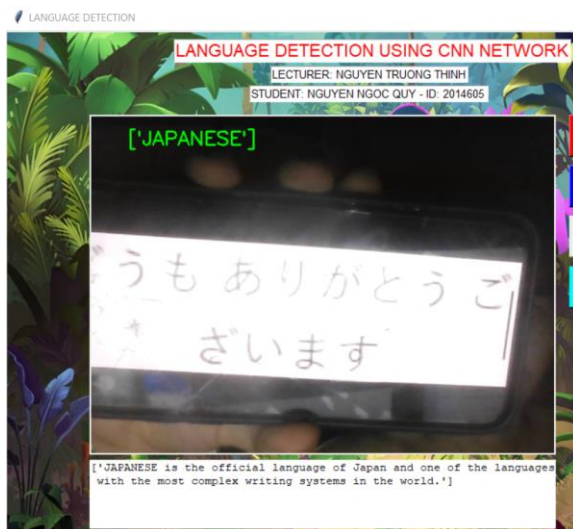 LANGUAGE DETECTION
LANGUAGE DETECTION USING CNN NETWORK
LECTURER: NGUYEN TRUONG THINH
STUDENT: NGUYEN NGOC QUY - ID: 2014605
['JAPANESE']
どうも ありがとう ご
ざいます
['JAPANESE is the official language of Japan and one of the languages
with the most complex writing systems in the world.']